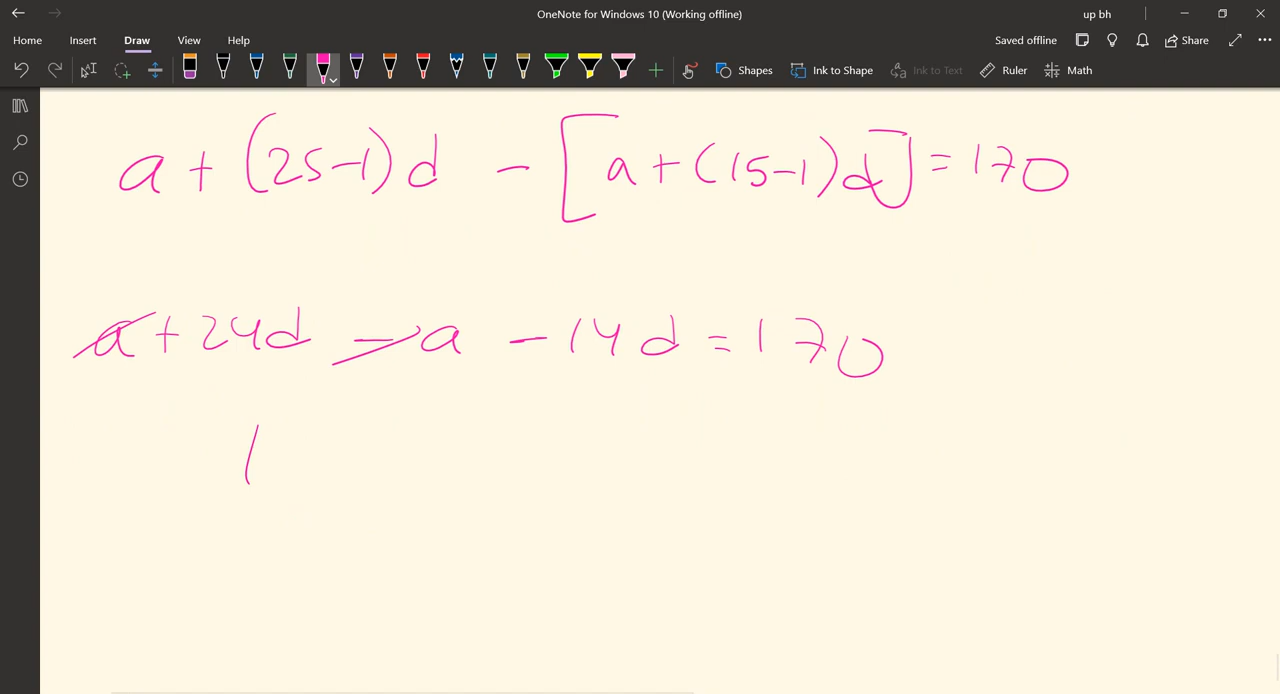 OneNote for Windows 10 (Working offline)
up bh
Home Insert Draw View Help
Saved offline
Share
Shapes
Ink to Shape
Ink to Text
Ruler
Math
a + (25-1)d - [a + (15-1)d] = 170
a + 24d - a - 14d = 170
(